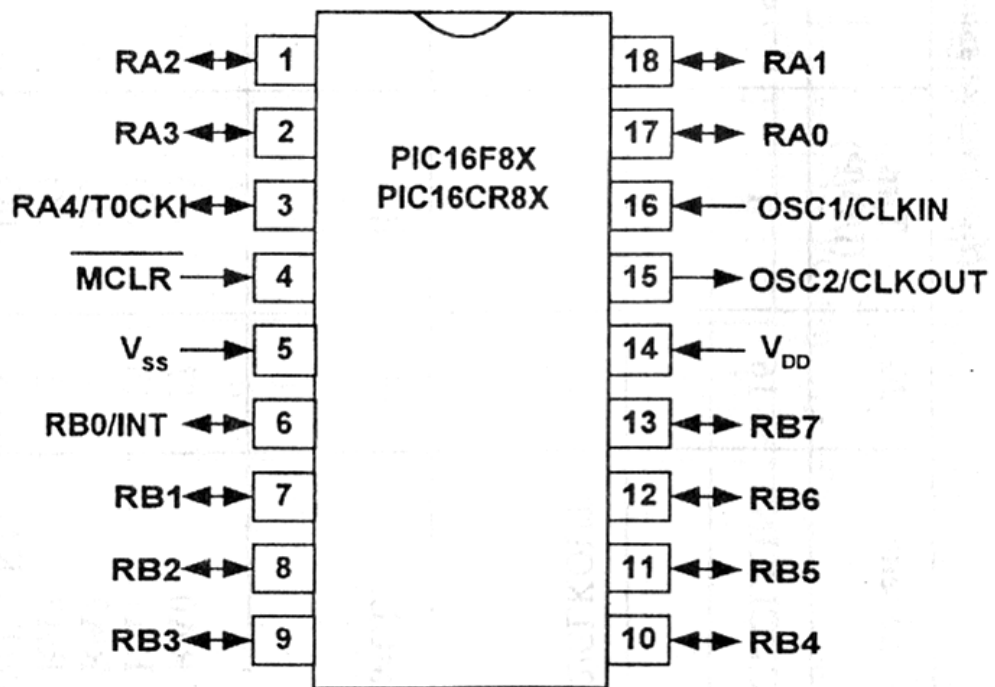 RA2 1 18 RA1
RA3 2 17 RA0
PIC16F8X
PIC16CR8X
RA4/T0CKI 3 16 OSC1/CLKIN
MCLR 4 15 OSC2/CLKOUT
VSS 5 14 VDD
RB0/INT 6 13 RB7
RB1 7 12 RB6
RB2 8 11 RB5
RB3 9 10 RB4